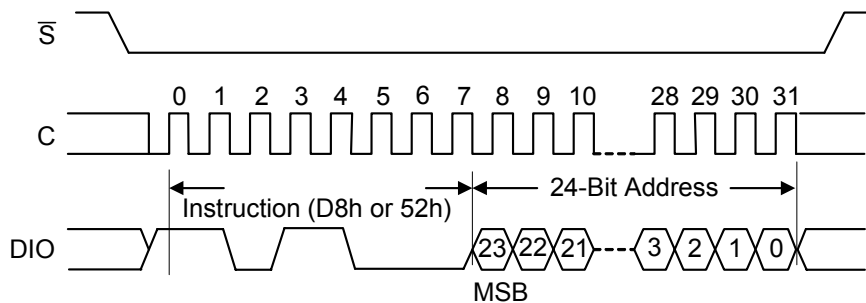 S̅
0 1 2 3 4 5 6 7 8 9 10 28 29 30 31
C
Instruction (D8h or 52h) 24-Bit Address
DIO 23 22 21 3 2 1 0
MSB